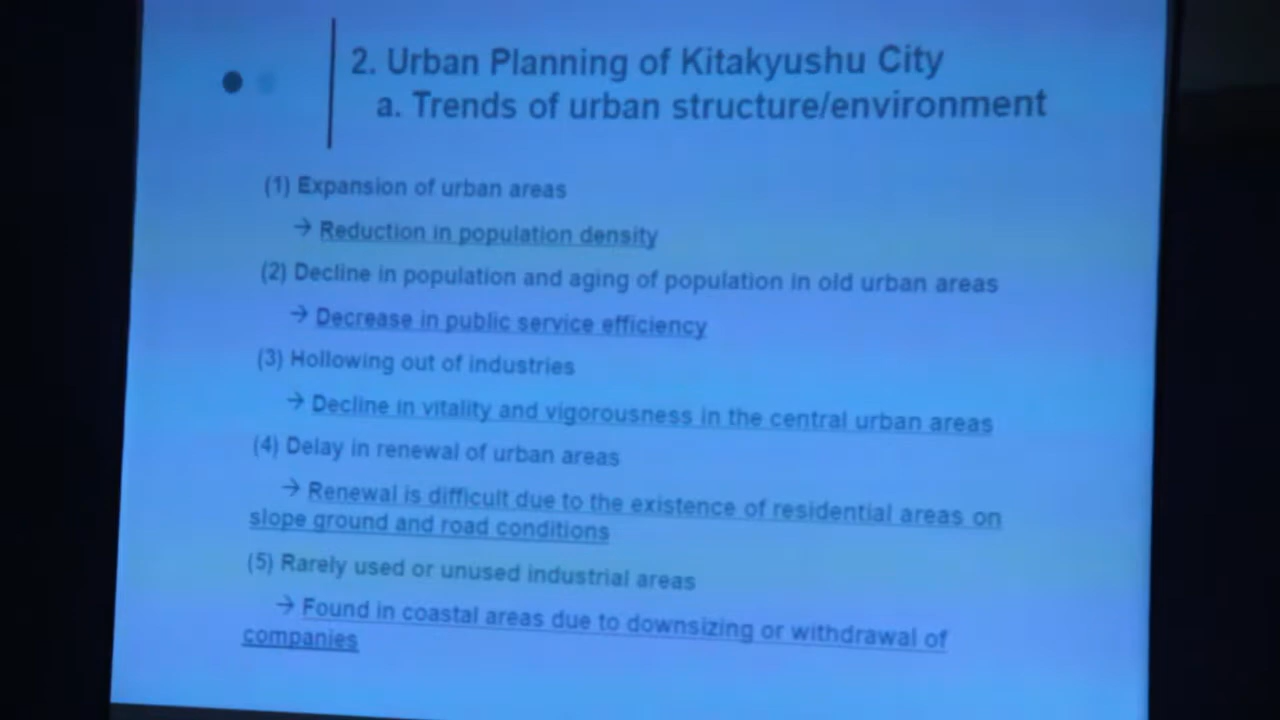 2. Urban Planning of Kitakyushu City
a. Trends of urban structure/environment
(1) Expansion of urban areas
→ Reduction in population density
(2) Decline in population and aging of population in old urban areas
→ Decrease in public service efficiency
(3) Hollowing out of industries
→ Decline in vitality and vigorousness in the central urban areas
(4) Delay in renewal of urban areas
→ Renewal is difficult due to the existence of residential areas on
slope ground and road conditions
(5) Rarely used or unused industrial areas
→ Found in coastal areas due to downsizing or withdrawal of
companies